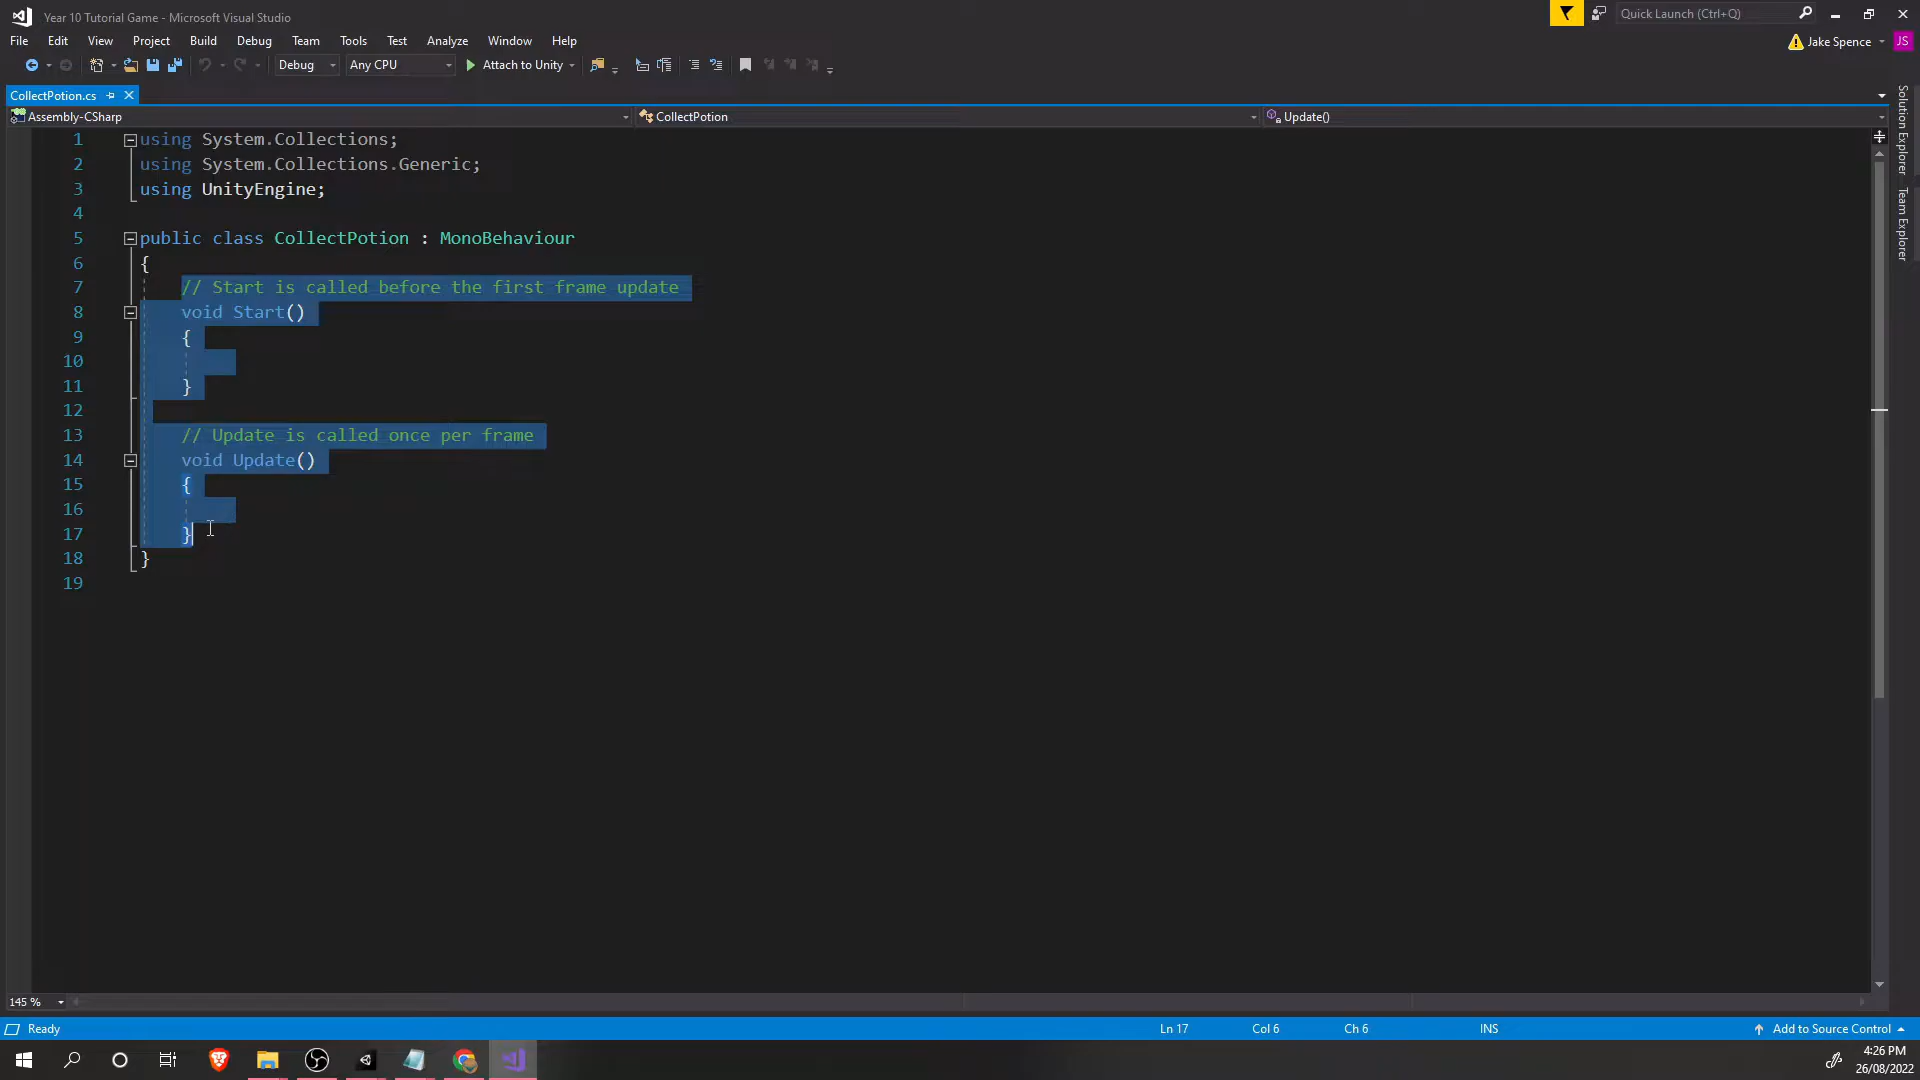 Year 10 Tutorial Game - Microsoft Visual Studio
Quick Launch (Ctrl+Q)
File Edit View Project Build Debug Team Tools Test Analyze Window Help
Jake Spence JS
Debug Any CPU Attach to Unity
CollectPotion.cs
Assembly-CSharp CollectPotion Update()
1 using System.Collections;
2 using System.Collections.Generic;
3 using UnityEngine;
4
5 public class CollectPotion : MonoBehaviour
6 {
7 // Start is called before the first frame update
8 void Start()
9 {
10
11 }
12
13 // Update is called once per frame
14 void Update()
15 {
16
17 }
18 }
19
Solution Explorer
Team Explorer
145 %
Ready Ln 17 Col 6 Ch 6 INS Add to Source Control
4:26 PM
26/08/2022